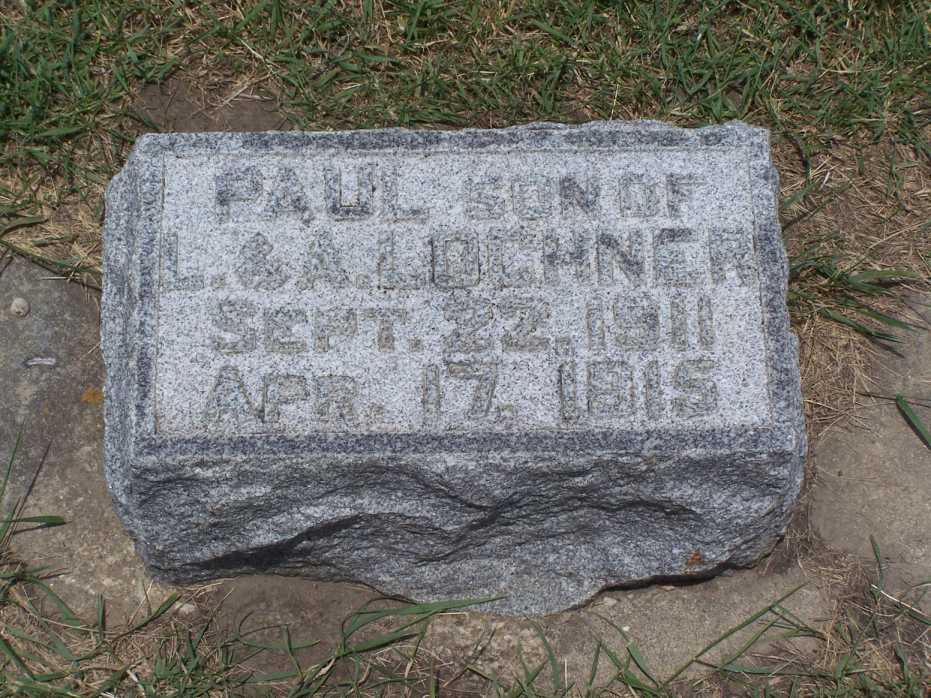 PAUL SON OF
L. & A. LOCHNER
SEPT. 22, 1911
APR. 17. 1915